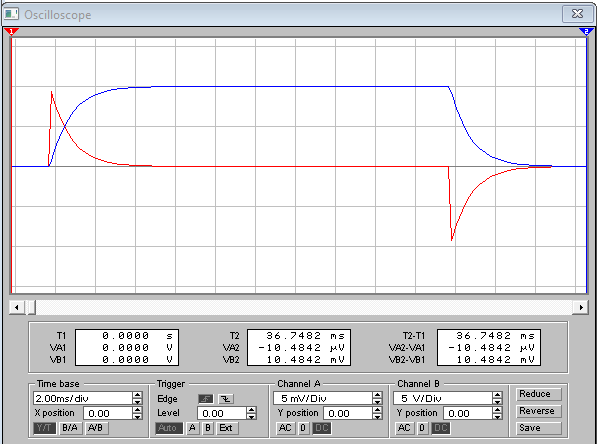 Oscilloscope
1 2
T1 0.0000 s T2 36.7482 ms T2-T1 36.7482 ms
VA1 0.0000 V VA2 -10.4842 µV VA2-VA1 -10.4842 µV
VB1 0.0000 V VB2 10.4842 mV VB2-VB1 10.4842 mV
Time base Trigger Channel A Channel B
2.00ms/div Edge 5 mV/Div 5 V/Div Reduce
X position 0.00 Level 0.00 Y position 0.00 Y position 0.00 Reverse
Y/T B/A A/B Auto A B Ext AC 0 DC AC 0 DC Save